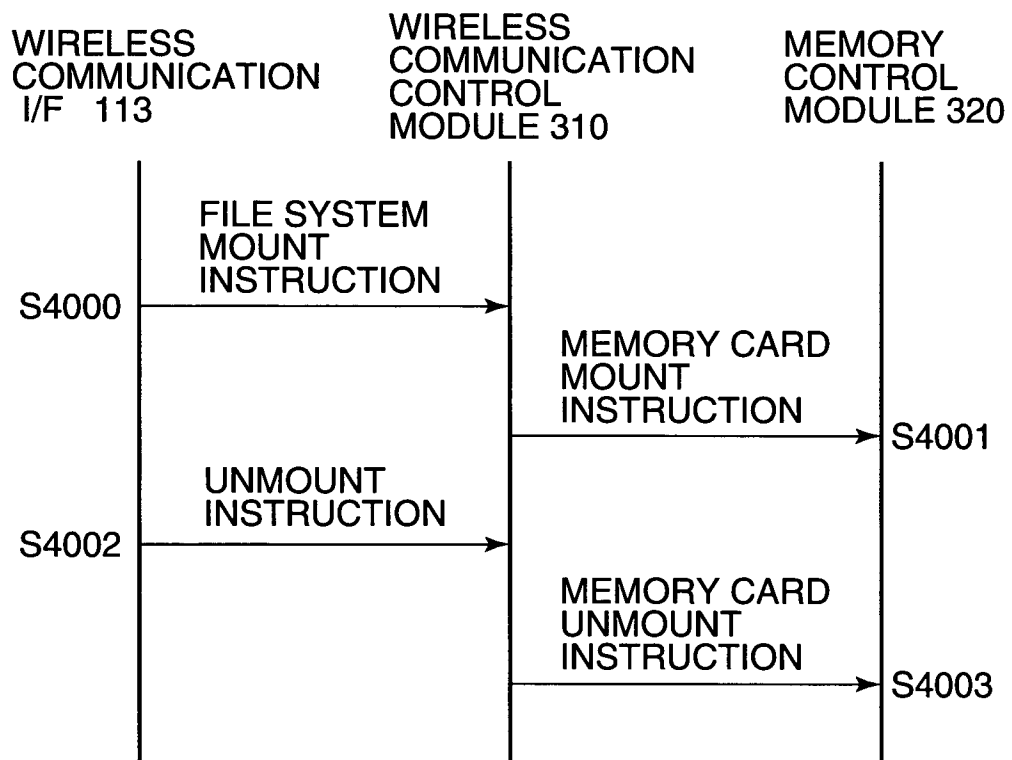 WIRELESS
COMMUNICATION
I/F 113
WIRELESS
COMMUNICATION
CONTROL
MODULE 310
MEMORY
CONTROL
MODULE 320
FILE SYSTEM
MOUNT
INSTRUCTION
S4000
MEMORY CARD
MOUNT
INSTRUCTION
S4001
UNMOUNT
INSTRUCTION
S4002
MEMORY CARD
UNMOUNT
INSTRUCTION
S4003